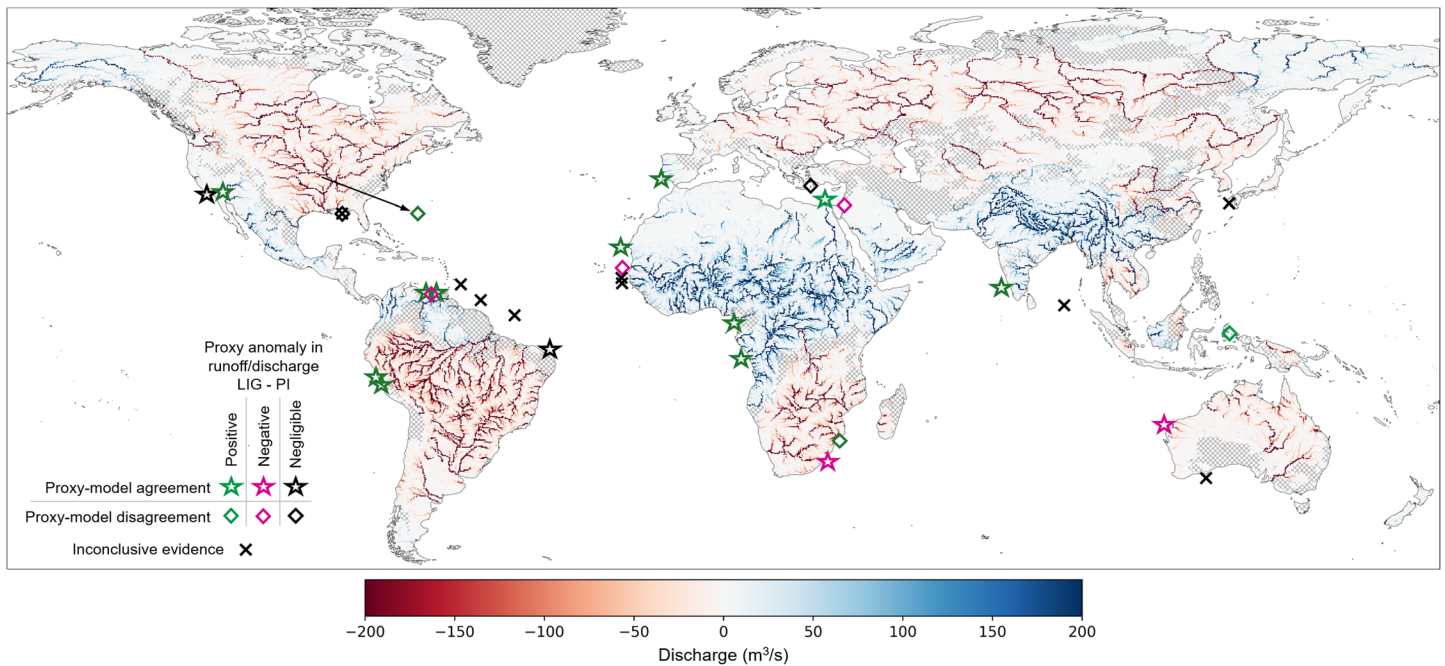 Proxy anomaly in
runoff/discharge
LIG - PI
Positive
Negative
Negligible
Proxy-model agreement
Proxy-model disagreement
Inconclusive evidence
−200 −150 −100 −50 0 50 100 150 200
Discharge (m³/s)